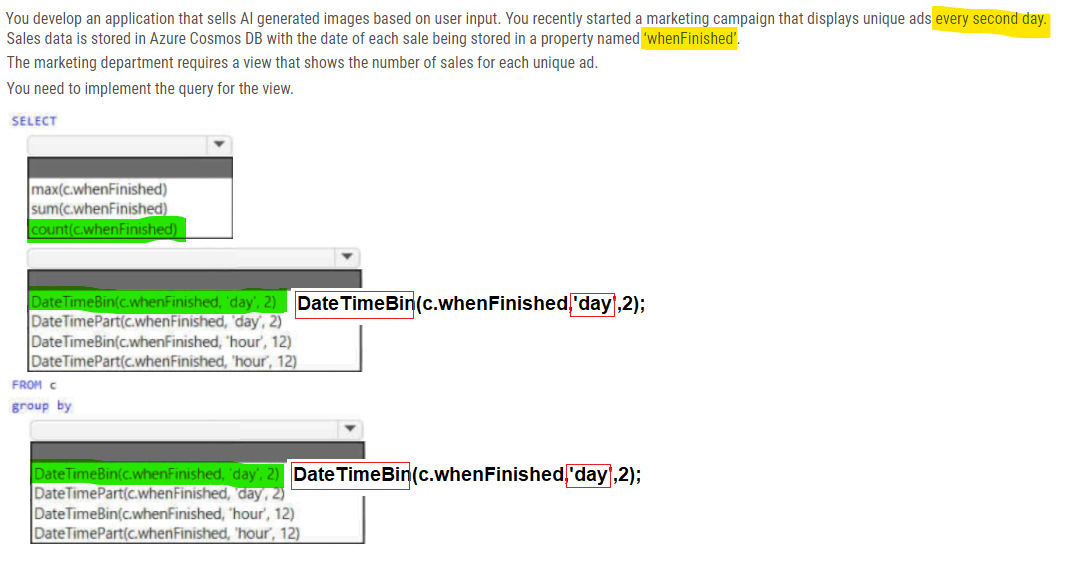 You develop an application that sells AI generated images based on user input. You recently started a marketing campaign that displays unique ads every second day.
Sales data is stored in Azure Cosmos DB with the date of each sale being stored in a property named 'whenFinished'.
The marketing department requires a view that shows the number of sales for each unique ad.
You need to implement the query for the view.
SELECT
max(c.whenFinished)
sum(c.whenFinished)
count(c.whenFinished)
DateTimeBin(c.whenFinished, 'day', 2) DateTimeBin(c.whenFinished,'day',2);
DateTimePart(c.whenFinished, 'day', 2)
DateTimeBin(c.whenFinished, 'hour', 12)
DateTimePart(c.whenFinished, 'hour', 12)
FROM c
group by
DateTimeBin(c.whenFinished, 'day', 2) DateTimeBin(c.whenFinished,'day',2);
DateTimePart(c.whenFinished, 'day', 2)
DateTimeBin(c.whenFinished, 'hour', 12)
DateTimePart(c.whenFinished, 'hour', 12)